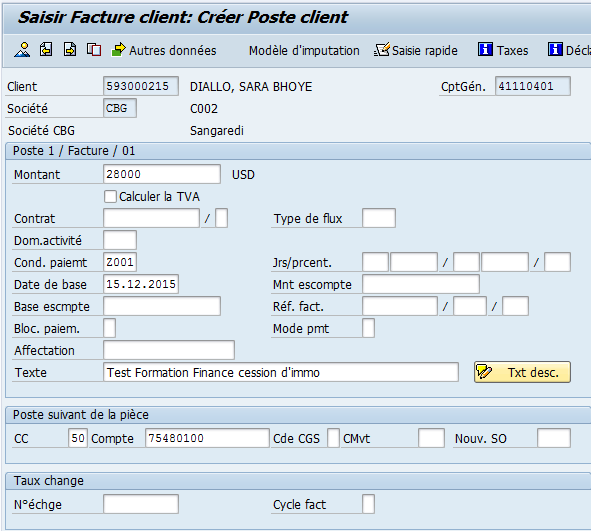 Saisir Facture client: Créer Poste client
Autres données Modèle d'imputation Saisie rapide Taxes Décla
Client 593000215 DIALLO, SARA BHOYE CptGén. 41110401
Société CBG C002
Société CBG Sangaredi
Poste 1 / Facture / 01
Montant 28000 USD
Calculer la TVA
Contrat / Type de flux
Dom.activité
Cond. paiemt Z001 Jrs/prcent. / /
Date de base 15.12.2015 Mnt escompte
Base escmpte Réf. fact. / /
Bloc. paiem. Mode pmt
Affectation
Texte Test Formation Finance cession d'immo Txt desc.
Poste suivant de la pièce
CC 50 Compte 75480100 Cde CGS CMvt Nouv. SO
Taux change
N°échge Cycle fact